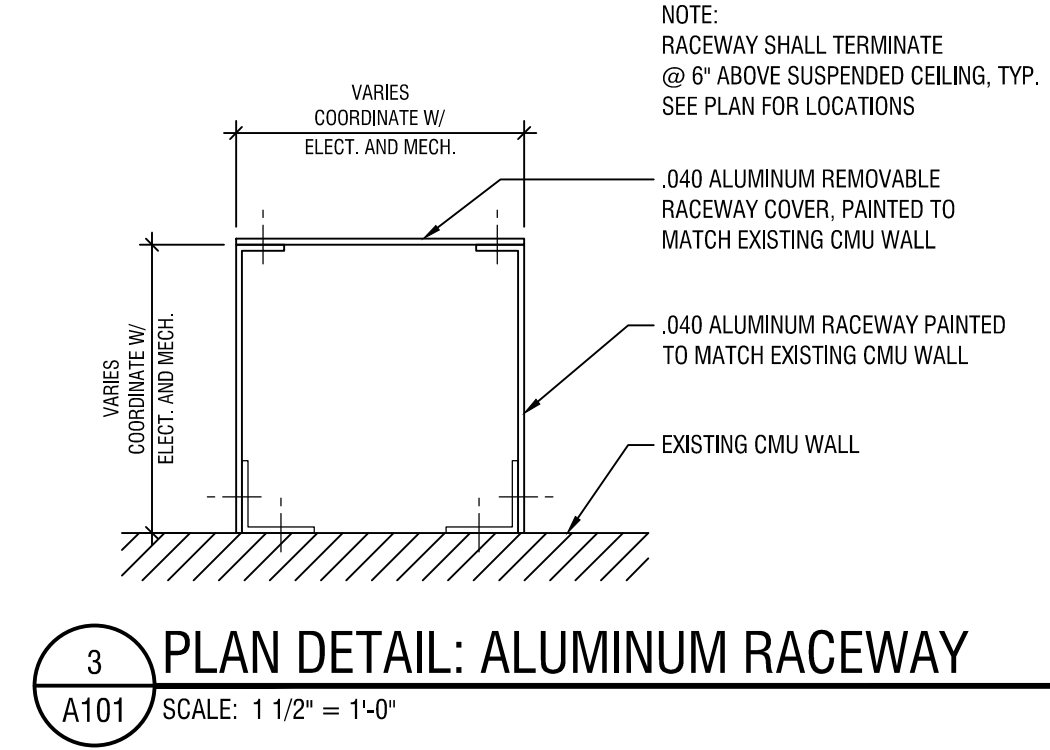 NOTE:
RACEWAY SHALL TERMINATE
@ 6" ABOVE SUSPENDED CEILING, TYP.
SEE PLAN FOR LOCATIONS
VARIES
COORDINATE W/
ELECT. AND MECH.
.040 ALUMINUM REMOVABLE
RACEWAY COVER, PAINTED TO
MATCH EXISTING CMU WALL
VARIES
COORDINATE W/
ELECT. AND MECH.
.040 ALUMINUM RACEWAY PAINTED
TO MATCH EXISTING CMU WALL
EXISTING CMU WALL
3
A101
PLAN DETAIL: ALUMINUM RACEWAY
SCALE: 1 1/2" = 1'-0"